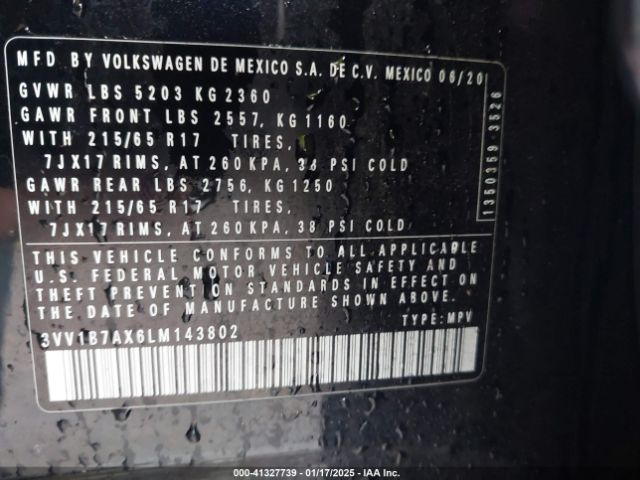 MFD BY VOLKSWAGEN DE MEXICO S.A. DE C.V. MEXICO 06/20
GVWR LBS 5203 KG 2360
GAWR FRONT LBS 2557, KG 1160
WITH 215/65 R17 TIRES,
7JX17 RIMS, AT 260 KPA, 38 PSI COLD
GAWR REAR LBS 2756, KG 1250
WITH 215/65 R17 TIRES,
7JX17 RIMS, AT 260 KPA, 38 PSI COLD
1350359 3526
THIS VEHICLE CONFORMS TO ALL APPLICABLE
U.S. FEDERAL MOTOR VEHICLE SAFETY AND
THEFT PREVENTION STANDARDS IN EFFECT ON
THE DATE OF MANUFACTURE SHOWN ABOVE.
3VV1B7AX6LM143802 TYPE: MPV
000-41327739 - 01/17/2025 - IAA Inc.